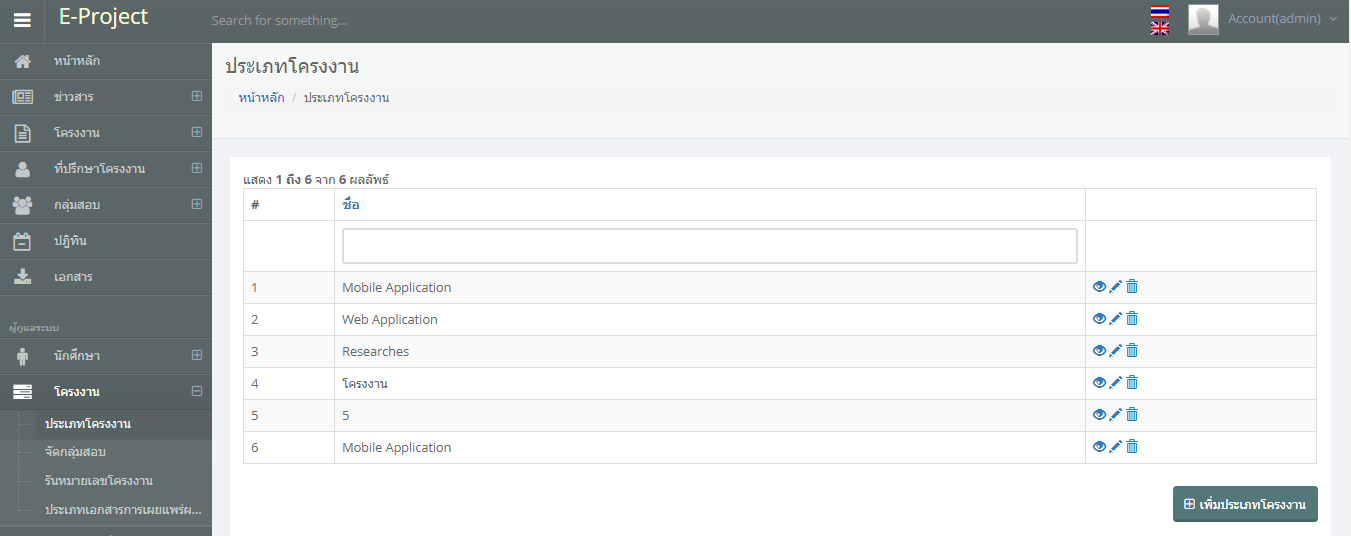 E-Project
Search for something...
Account(admin)
หน้าหลัก
ข่าวสาร
โครงงาน
ที่ปรึกษาโครงงาน
กลุ่มสอบ
ปฏิทิน
เอกสาร
ผู้ดูแลระบบ
นักศึกษา
โครงงาน
ประเภทโครงงาน
จัดกลุ่มสอบ
รันหมายเลขโครงงาน
ประเภทเอกสารการเผยแพร่ผ...
ประเภทโครงงาน
หน้าหลัก / ประเภทโครงงาน
แสดง 1 ถึง 6 จาก 6 ผลลัพธ์
# ชื่อ
1 Mobile Application
2 Web Application
3 Researches
4 โครงงาน
5 5
6 Mobile Application
เพิ่มประเภทโครงงาน